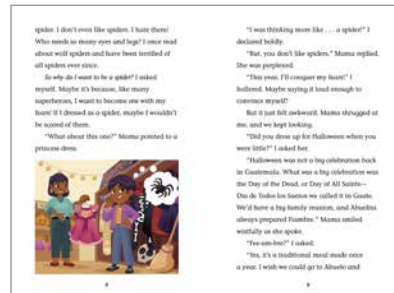 spider. I don't even like spiders. I hate them!
Who needs so many eyes and legs? I once read
about wolf spiders and have been terrified of
all spiders ever since.
So why do I want to be a spider? I asked
myself. Maybe it's because, like many
superheroes, I want to become one with my
fears! If I dressed as a spider, maybe I wouldn't
be scared of them.
"What about this one?" Mama pointed to a
princess dress.
"I was thinking more like . . . a spider!" I
declared boldly.
"But, you don't like spiders." Mama replied.
She was perplexed.
"This year, I'll conquer my fears!" I
hollered. Maybe saying it loud enough to
convince myself?
But it just felt awkward. Mama shrugged at
me, and we kept looking.
"Did you dress up for Halloween when you
were little?" I asked her.
"Halloween was not a big celebration back
in Guatemala. What was a big celebration was
the Day of the Dead, or Day of All Saints—
Día de Todos los Santos we called it in Guate.
We'd have a big family reunion, and Abuelita
always prepared Fiambre." Mama smiled
wistfully as she spoke.
"Fee-am-bre?" I asked.
"Yes, it's a traditional meal made once
a year. I wish we could go to Abuelo and